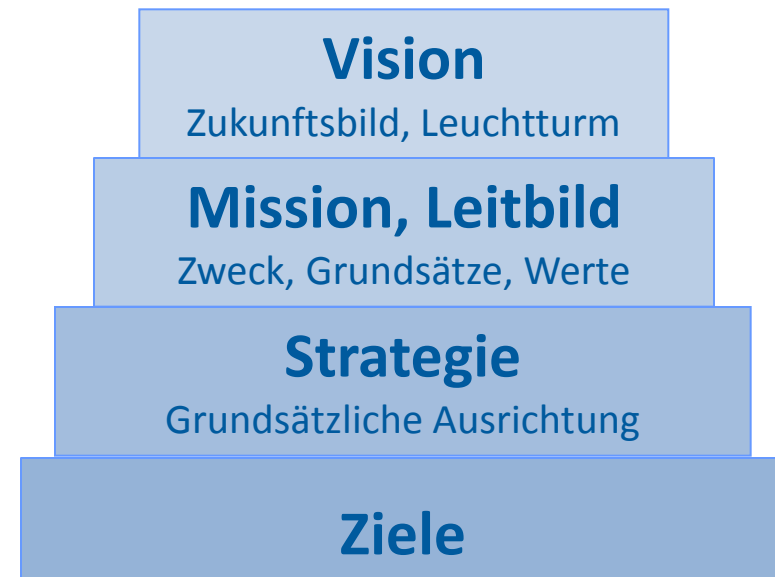 Vision
Zukunftsbild, Leuchtturm
Mission, Leitbild
Zweck, Grundsätze, Werte
Strategie
Grundsätzliche Ausrichtung
Ziele